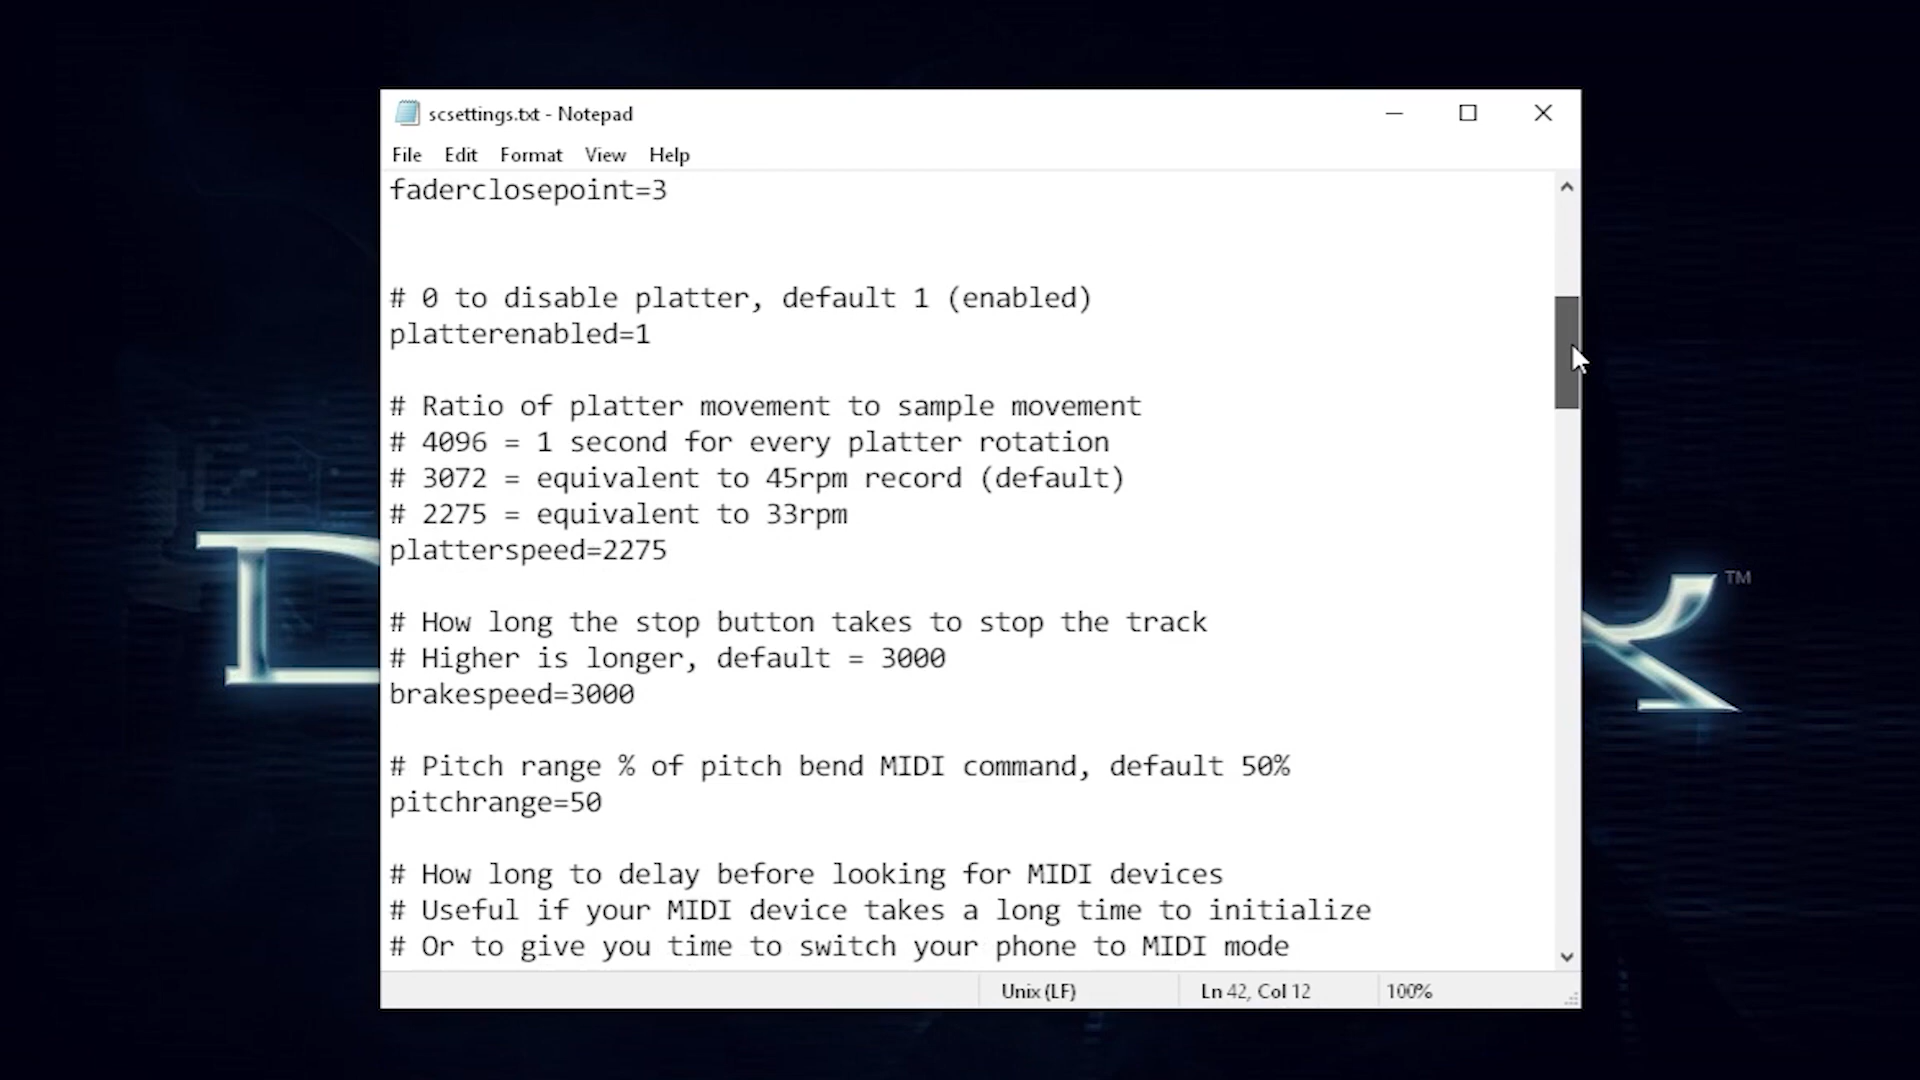 scsettings.txt - Notepad
File Edit Format View Help
faderclosepoint=3
# 0 to disable platter, default 1 (enabled)
platterenabled=1
# Ratio of platter movement to sample movement
# 4096 = 1 second for every platter rotation
# 3072 = equivalent to 45rpm record (default)
# 2275 = equivalent to 33rpm
platterspeed=2275
# How long the stop button takes to stop the track
# Higher is longer, default = 3000
brakespeed=3000
# Pitch range % of pitch bend MIDI command, default 50%
pitchrange=50
# How long to delay before looking for MIDI devices
# Useful if your MIDI device takes a long time to initialize
# Or to give you time to switch your phone to MIDI mode
Unix (LF) Ln 42, Col 12 100%
TM